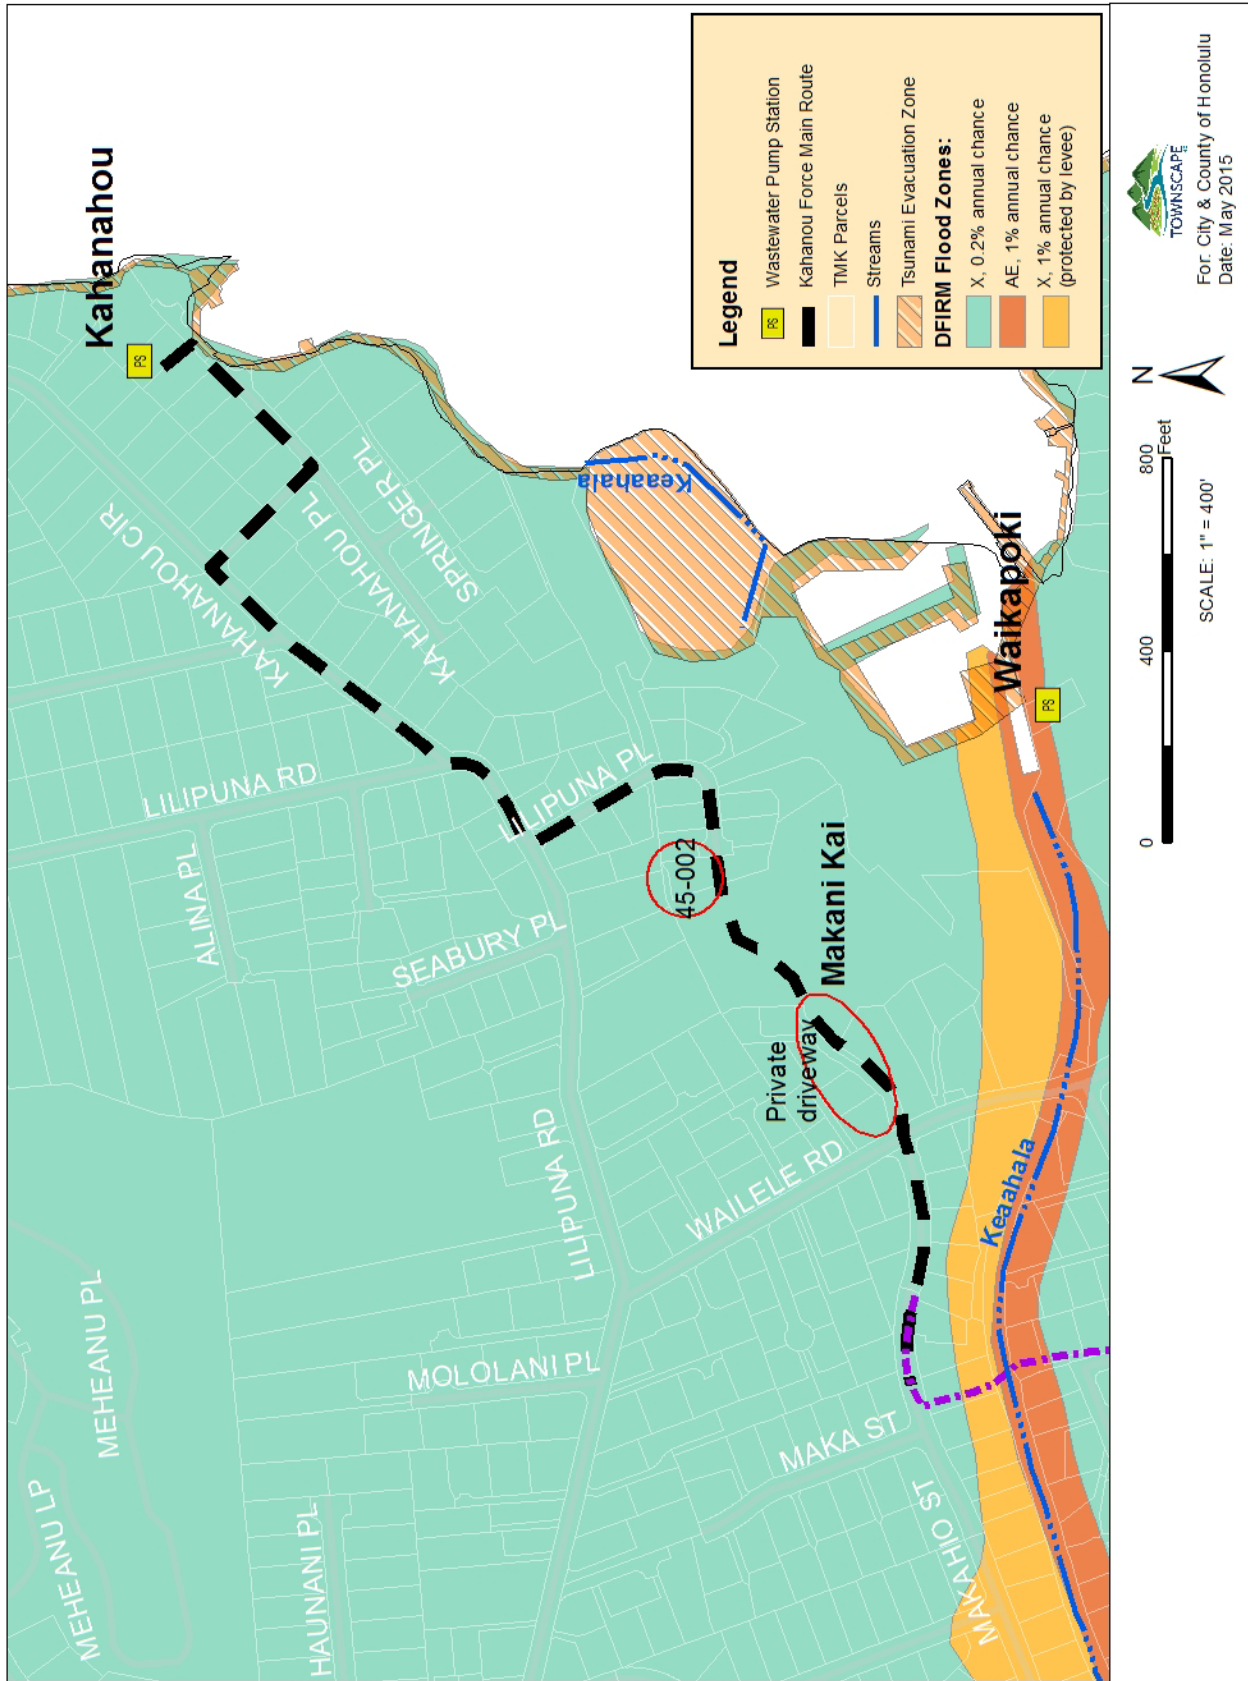 Kahanahou
PS
KAHANAHOU CIR
KAHANAHOU PL
SPRINGER PL
LILIPUNA RD
ALINA PL
LILIPUNA PL
SEABURY PL
45-002
Makani Kai
Private
driveway
LILIPUNA RD
WAILELE RD
MOLOLANI PL
MEHEANU PL
MEHEANU LP
HAUNANI PL
MAKA ST
MAKAHIO ST
Keaahala
Keaahala
Waikapoki
PS
Legend
PS Wastewater Pump Station
Kahanou Force Main Route
TMK Parcels
Streams
Tsunami Evacuation Zone
DFIRM Flood Zones:
X, 0.2% annual chance
AE, 1% annual chance
X, 1% annual chance
(protected by levee)
N
0 400 800
Feet
SCALE: 1" = 400'
TOWNSCAPE
For: City & County of Honolulu
Date: May 2015